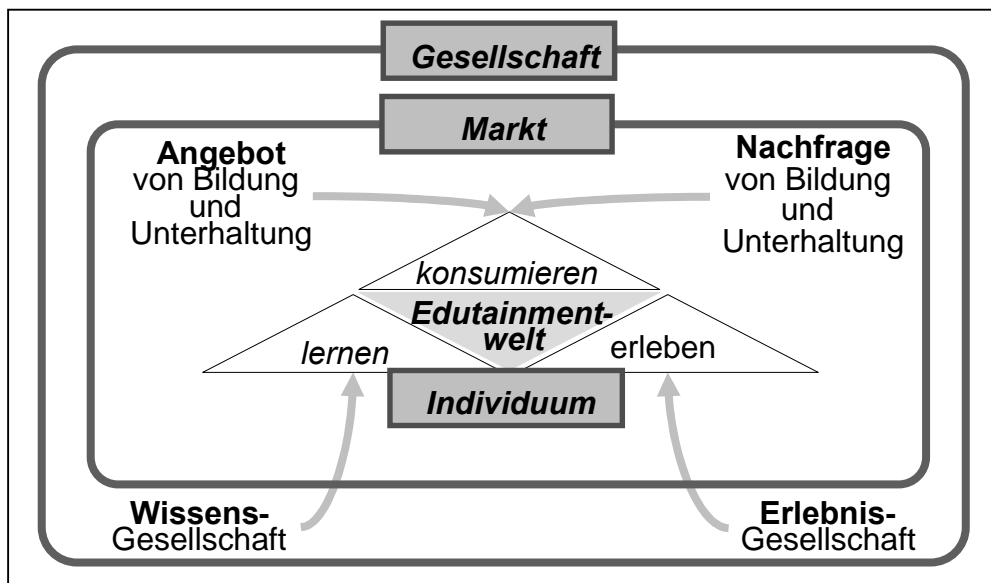 Gesellschaft
Markt
Angebot
von Bildung
und
Unterhaltung
Nachfrage
von Bildung
und
Unterhaltung
konsumieren
Edutainment-
welt
lernen
erleben
Individuum
Wissens-
Gesellschaft
Erlebnis-
Gesellschaft